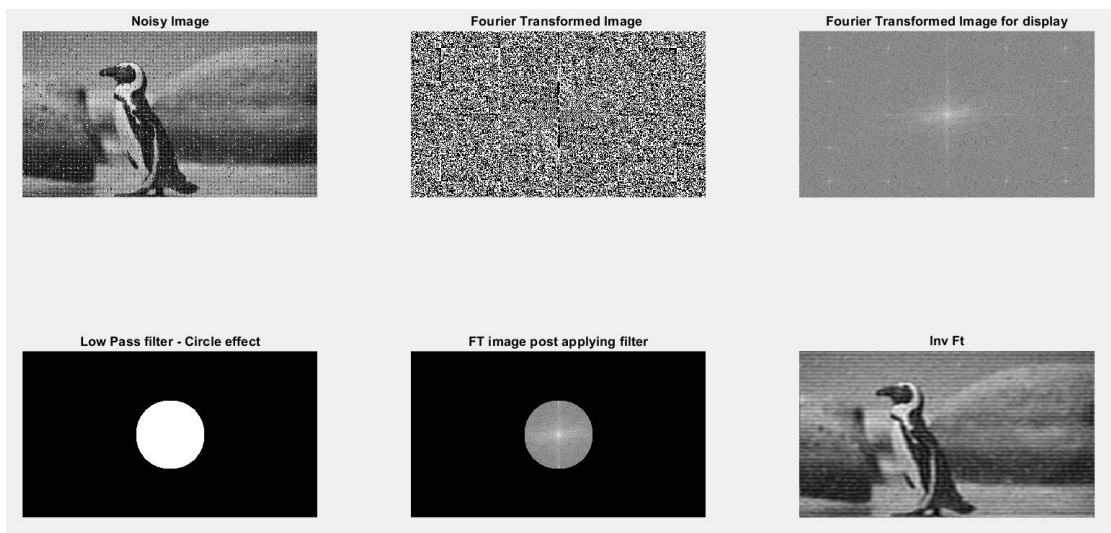 Noisy Image
Fourier Transformed Image
Fourier Transformed Image for display
Low Pass filter - Circle effect
FT image post applying filter
Inv Ft